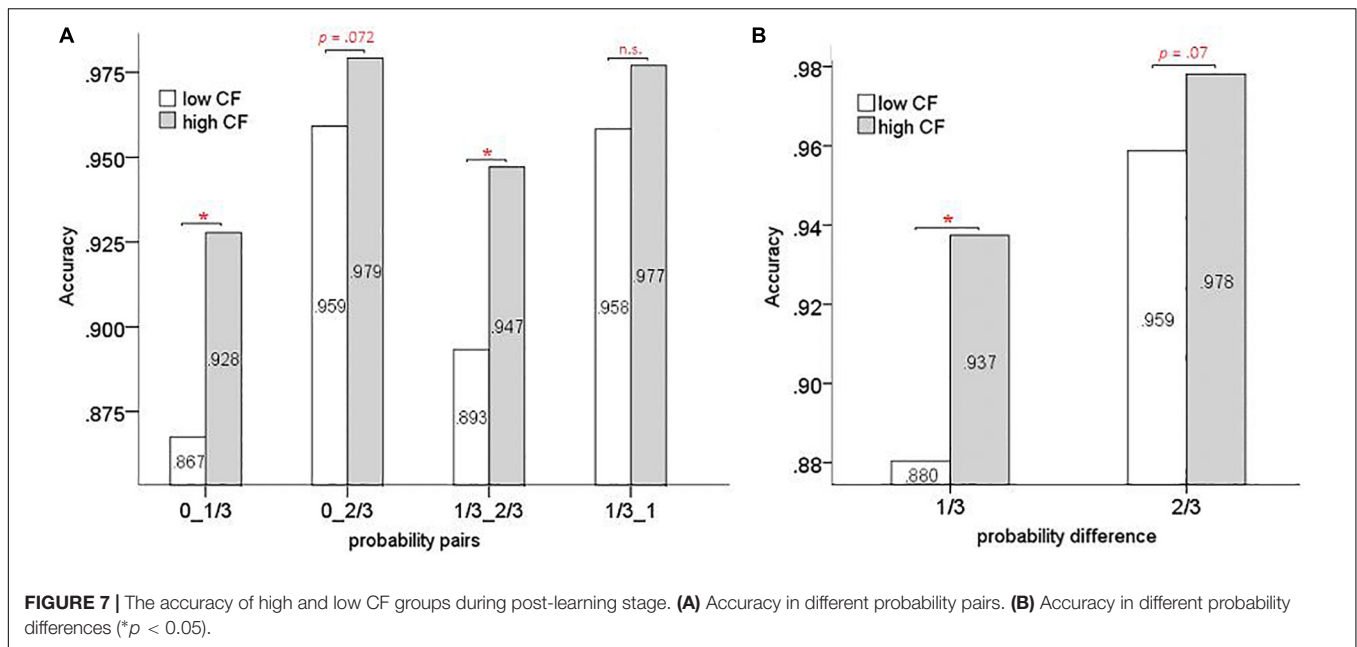 A
p = .072
n.s.
.975
low CF
high CF
.950
*
*
.925
Accuracy
.979
.977
.959
.958
.947
.900
.928
.893
.875
.867
0_1/3
0_2/3
1/3_2/3
1/3_1
probability pairs
B
p = .07
.98
low CF
high CF
.96
*
.94
Accuracy
.978
.92
.959
.937
.90
.88
.880
1/3
2/3
probability difference
FIGURE 7 | The accuracy of high and low CF groups during post-learning stage. (A) Accuracy in different probability pairs. (B) Accuracy in different probability
differences (*p < 0.05).